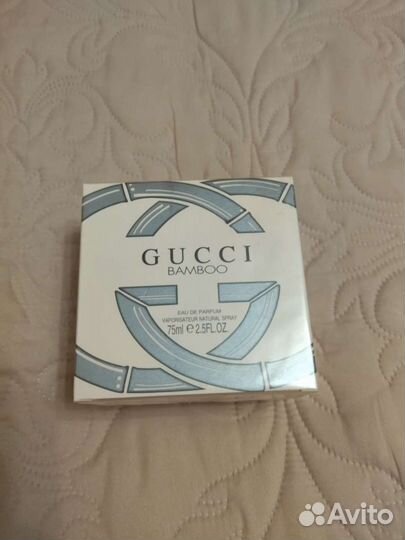 GUCCI
BAMBOO
EAU DE PARFUM
VAPORISATEUR NATURAL SPRAY
75ml e 2.5FL.OZ
Avito